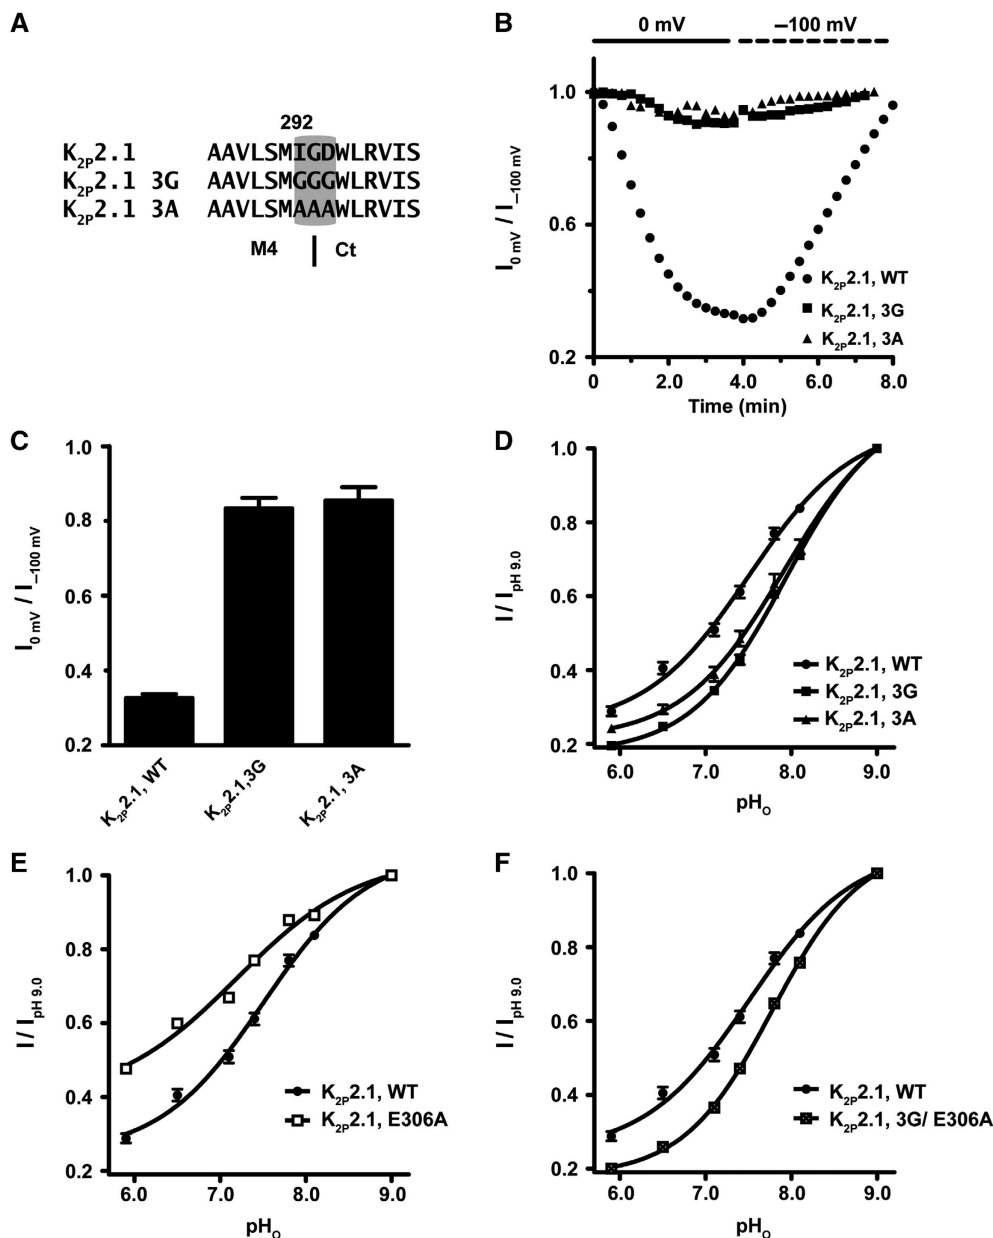 A
292
K2P2.1 AAVLSMIGDWLRVIS
K2P2.1 3G AAVLSMGGGWLRVIS
K2P2.1 3A AAVLSMAAAWLRVIS
M4 | Ct
B
0 mV –100 mV
I0 mV / I–100 mV
1.0
0.6
0.2
K2P2.1, WT
K2P2.1, 3G
K2P2.1, 3A
0 2.0 4.0 6.0 8.0
Time (min)
C
I0 mV / I–100 mV
1.0
0.8
0.6
0.4
0.2
K2P2.1, WT
K2P2.1,3G
K2P2.1, 3A
D
I / IpH 9.0
1.0
0.8
0.6
0.4
0.2
K2P2.1, WT
K2P2.1, 3G
K2P2.1, 3A
6.0 7.0 8.0 9.0
pHO
E
I / IpH 9.0
1.0
0.8
0.6
0.4
0.2
K2P2.1, WT
K2P2.1, E306A
6.0 7.0 8.0 9.0
pHO
F
I / IpH 9.0
1.0
0.8
0.6
0.4
0.2
K2P2.1, WT
K2P2.1, 3G/ E306A
6.0 7.0 8.0 9.0
pHO